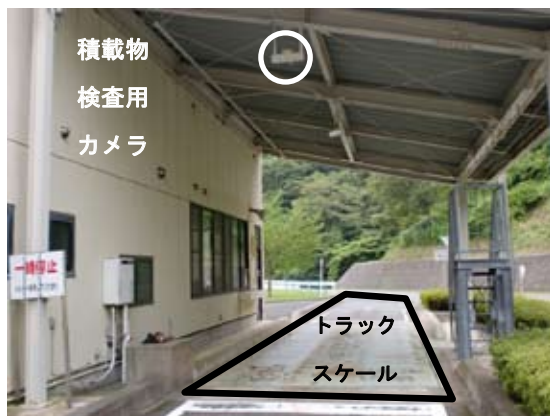 積載物
検査用
カメラ
一時停止
トラック
スケール